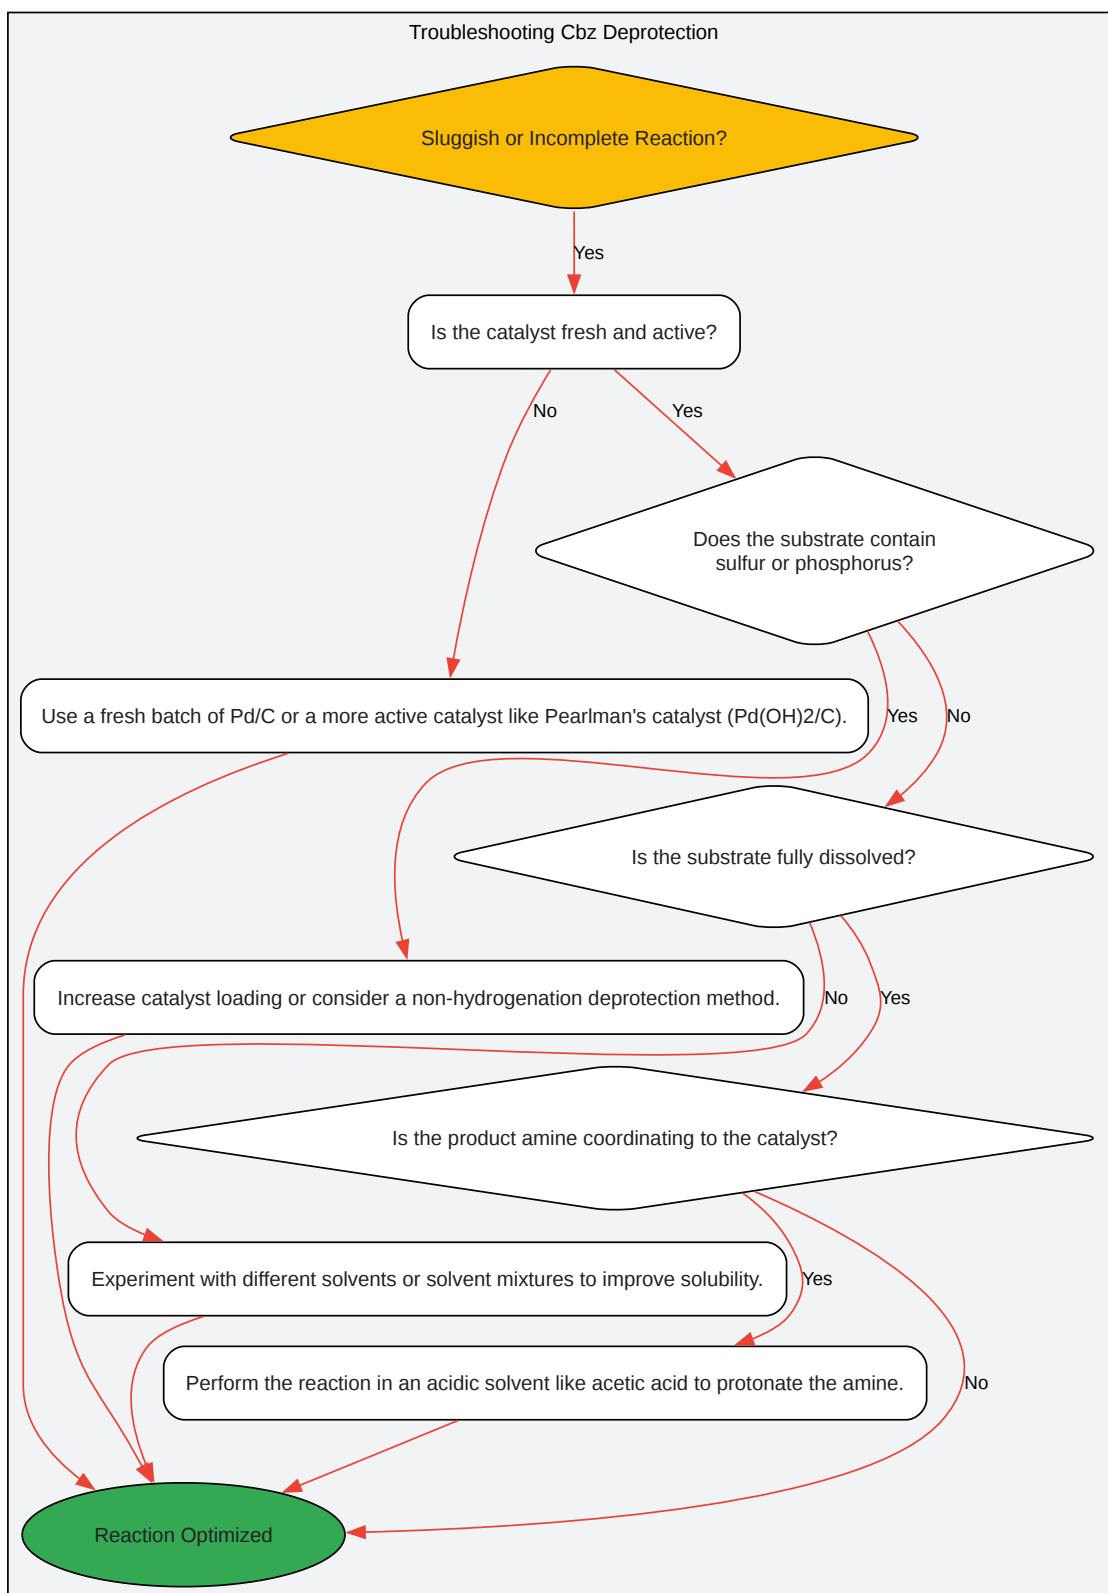 Troubleshooting Cbz Deprotection
Sluggish or Incomplete Reaction?
Yes
Is the catalyst fresh and active?
No
Yes
Does the substrate contain
sulfur or phosphorus?
Use a fresh batch of Pd/C or a more active catalyst like Pearlman's catalyst (Pd(OH)2/C).
Yes
No
Is the substrate fully dissolved?
Increase catalyst loading or consider a non-hydrogenation deprotection method.
No
Yes
Is the product amine coordinating to the catalyst?
Experiment with different solvents or solvent mixtures to improve solubility.
Yes
Perform the reaction in an acidic solvent like acetic acid to protonate the amine.
No
Reaction Optimized